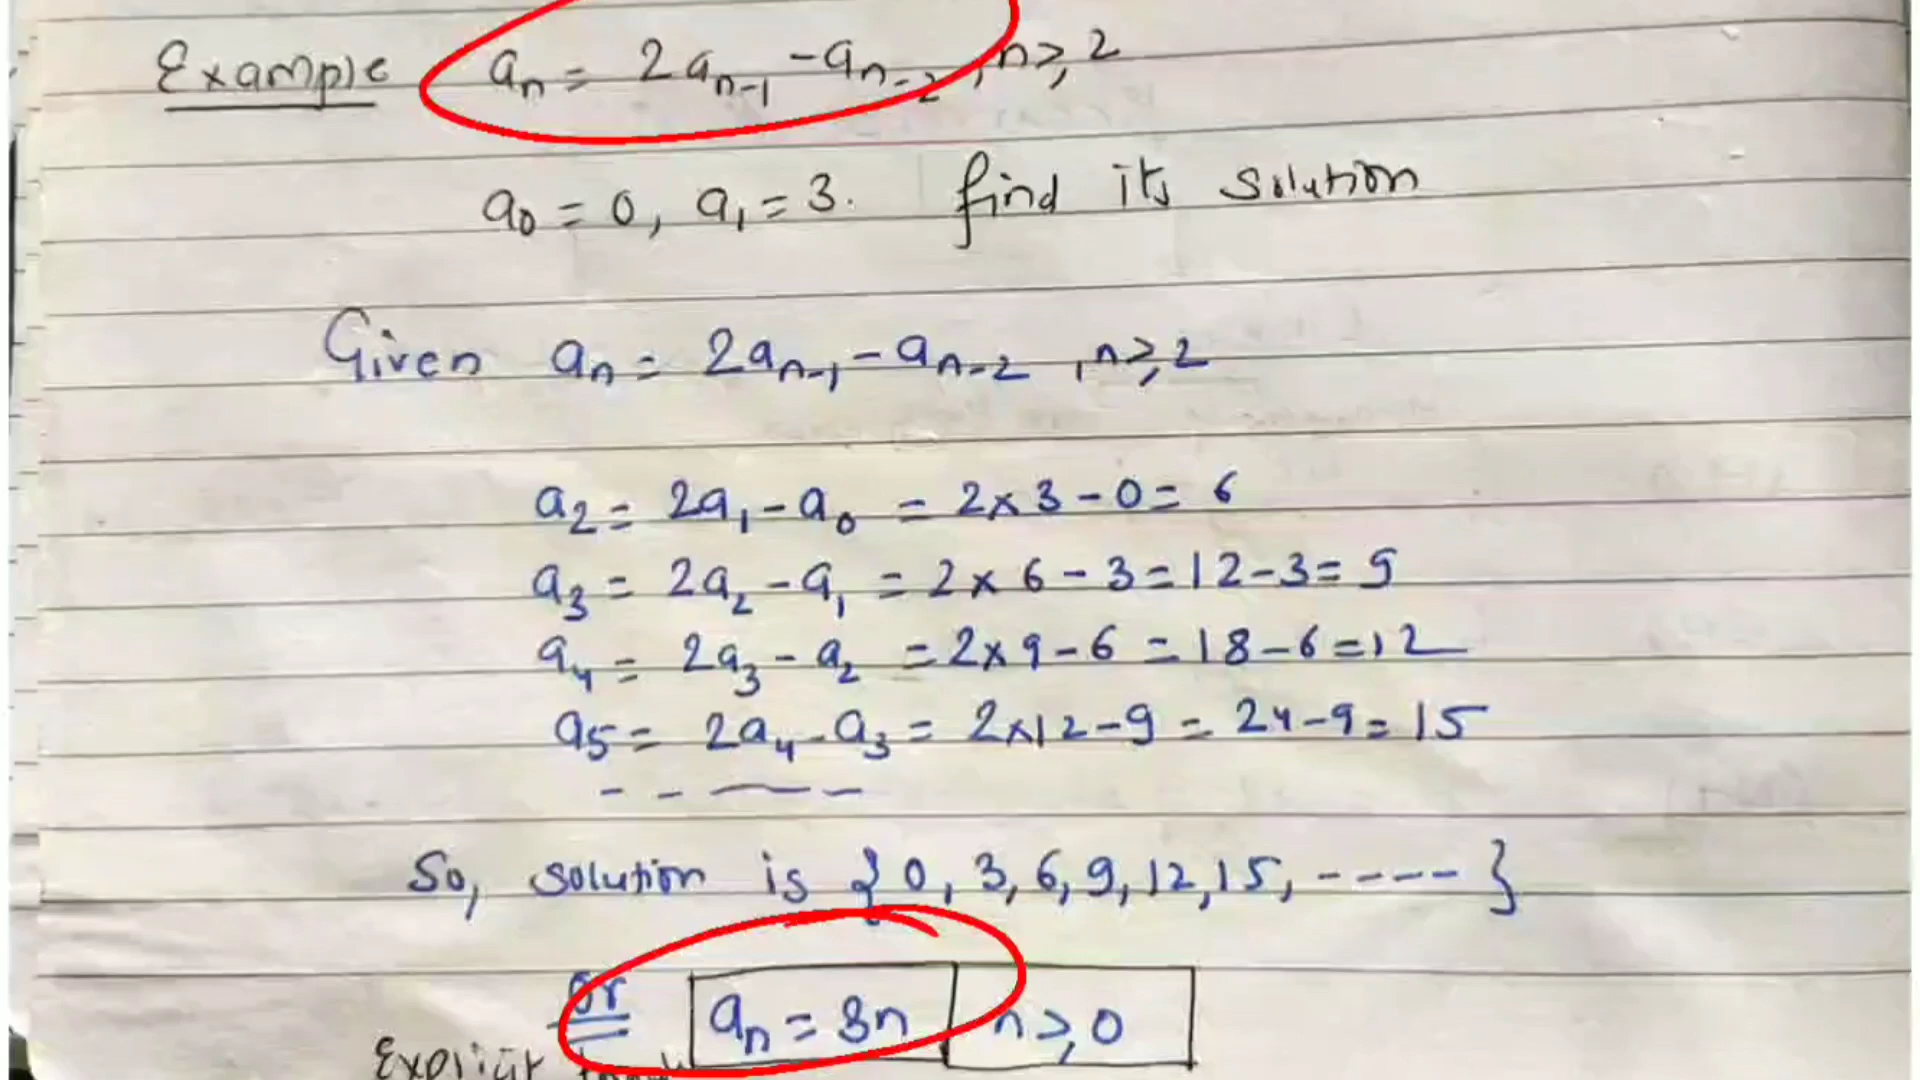 Example aₙ = 2aₙ₋₁ - aₙ₋₂, n ≥ 2
a₀ = 0, a₁ = 3. find its solution
Given aₙ = 2aₙ₋₁ - aₙ₋₂, n ≥ 2
a₂ = 2a₁ - a₀ = 2×3 - 0 = 6
a₃ = 2a₂ - a₁ = 2×6 - 3 = 12 - 3 = 9
a₄ = 2a₃ - a₂ = 2×9 - 6 = 18 - 6 = 12
a₅ = 2a₄ - a₃ = 2×12 - 9 = 24 - 9 = 15
- - — —
So, solution is {0, 3, 6, 9, 12, 15, - - - -}
or aₙ = 3n n ≥ 0
Explicit